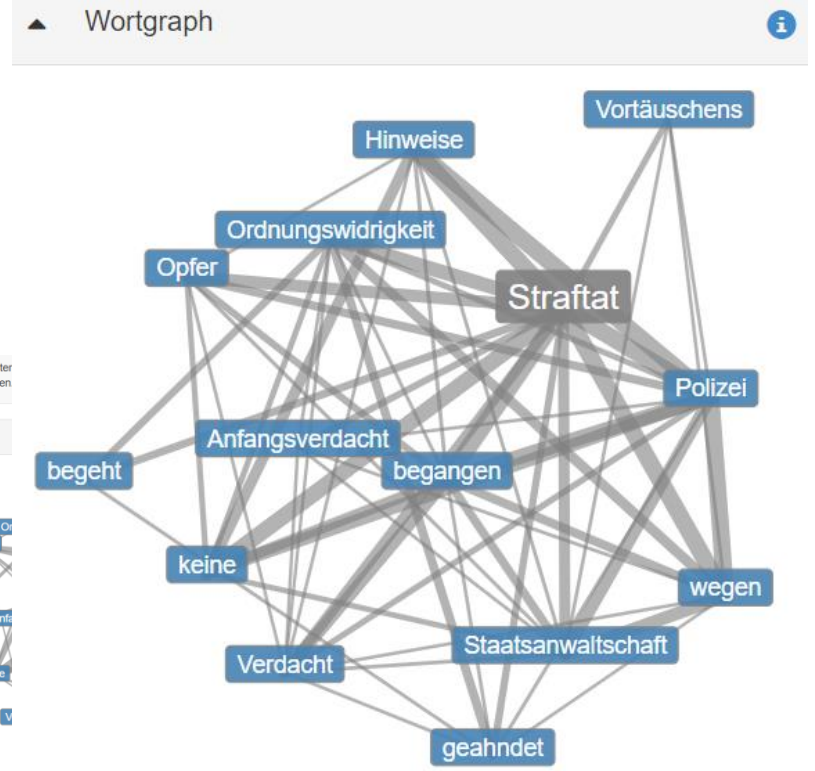 Wortgraph
Vortäuschens
Hinweise
Ordnungswidrigkeit
Opfer
Straftat
Polizei
Anfangsverdacht
begeht
begangen
keine
wegen
Staatsanwaltschaft
Verdacht
geahndet